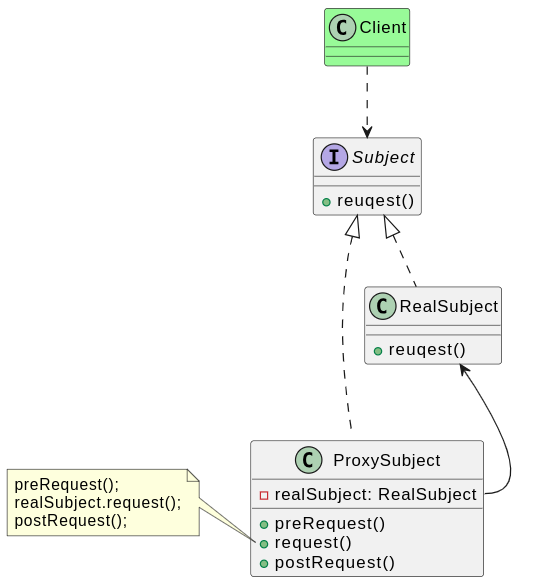 C Client
I Subject
reuqest()
C RealSubject
reuqest()
C ProxySubject
realSubject: RealSubject
preRequest()
request()
postRequest()
preRequest();
realSubject.request();
postRequest();